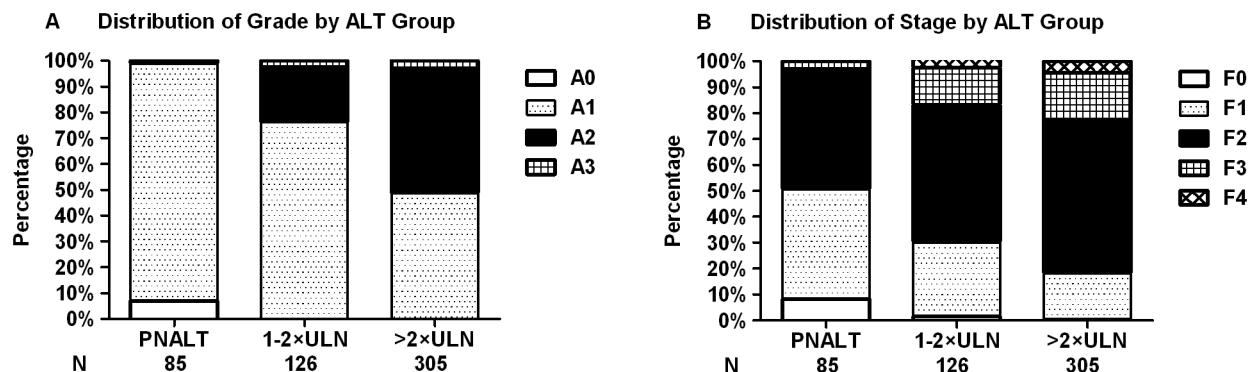 A Distribution of Grade by ALT Group
Percentage
100%
90%
80%
70%
60%
50%
40%
30%
20%
10%
0%
PNALT 1-2×ULN >2×ULN
N 85 126 305
A0
A1
A2
A3
B Distribution of Stage by ALT Group
Percentage
100%
90%
80%
70%
60%
50%
40%
30%
20%
10%
0%
PNALT 1-2×ULN >2×ULN
N 85 126 305
F0
F1
F2
F3
F4